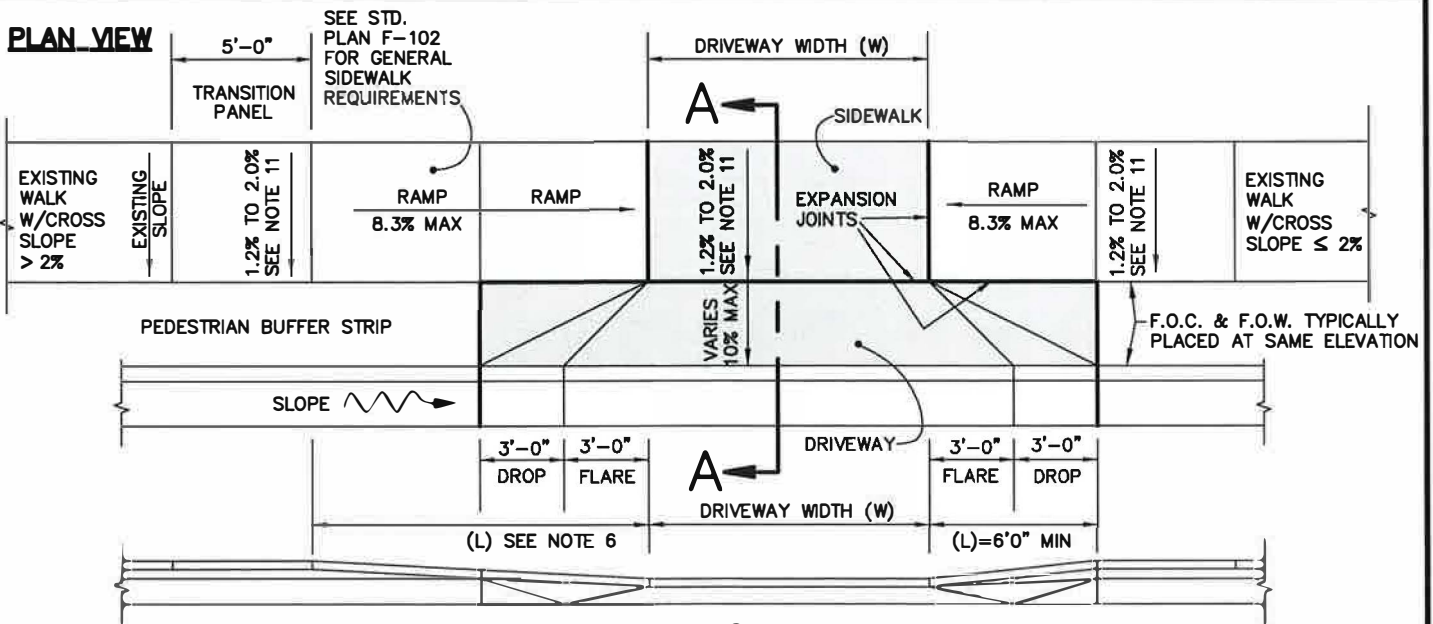 PLAN VIEW
5'-0"
TRANSITION
PANEL
SEE STD.
PLAN F-102
FOR GENERAL
SIDEWALK
REQUIREMENTS
DRIVEWAY WIDTH (W)
A
SIDEWALK
EXISTING
WALK
W/CROSS
SLOPE
> 2%
EXISTING
SLOPE
1.2% TO 2.0%
SEE NOTE 11
RAMP
8.3% MAX
RAMP
1.2% TO 2.0%
SEE NOTE 11
EXPANSION
JOINTS
RAMP
8.3% MAX
1.2% TO 2.0%
SEE NOTE 11
EXISTING
WALK
W/CROSS
SLOPE ≤ 2%
PEDESTRIAN BUFFER STRIP
VARIES
10% MAX
F.O.C. & F.O.W. TYPICALLY
PLACED AT SAME ELEVATION
SLOPE
DRIVEWAY
3'-0"
DROP
3'-0"
FLARE
A
3'-0"
FLARE
3'-0"
DROP
DRIVEWAY WIDTH (W)
(L) SEE NOTE 6
(L)=6'0" MIN